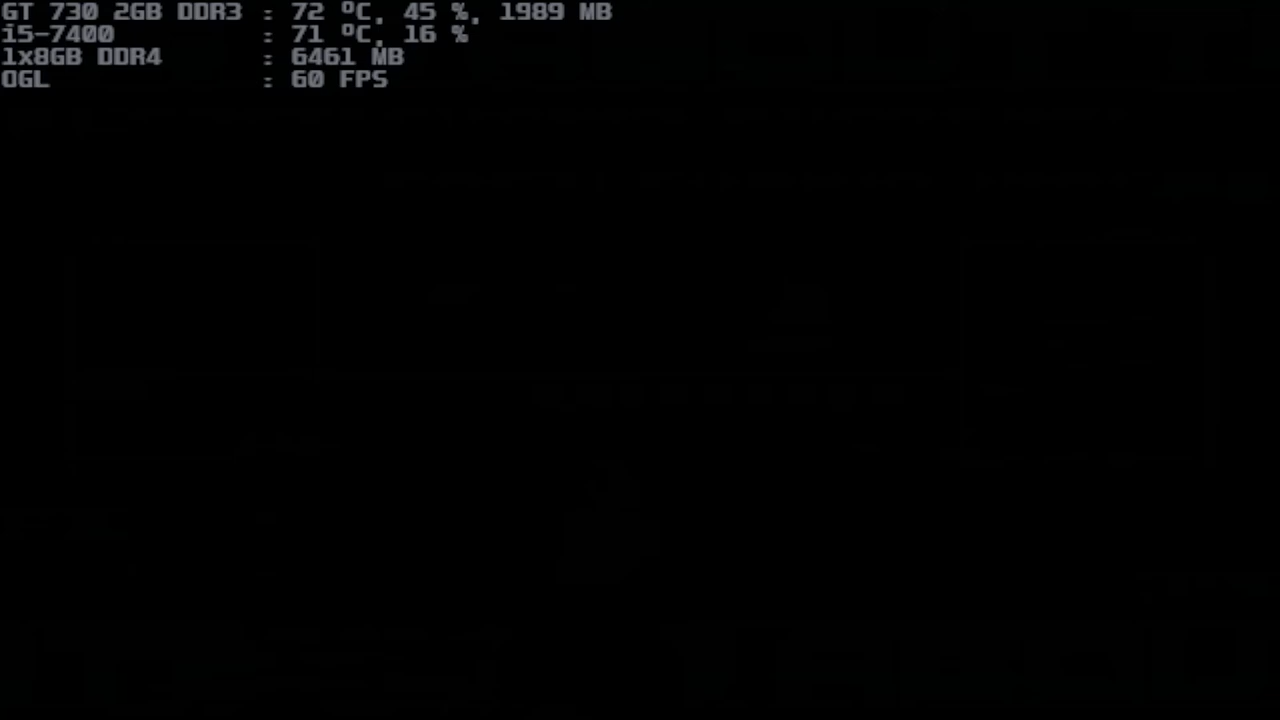 GT 730 2GB DDR3 : 72 ºC, 45 %, 1989 MB
i5-7400 : 71 ºC, 16 %
1x8GB DDR4 : 6461 MB
OGL : 60 FPS